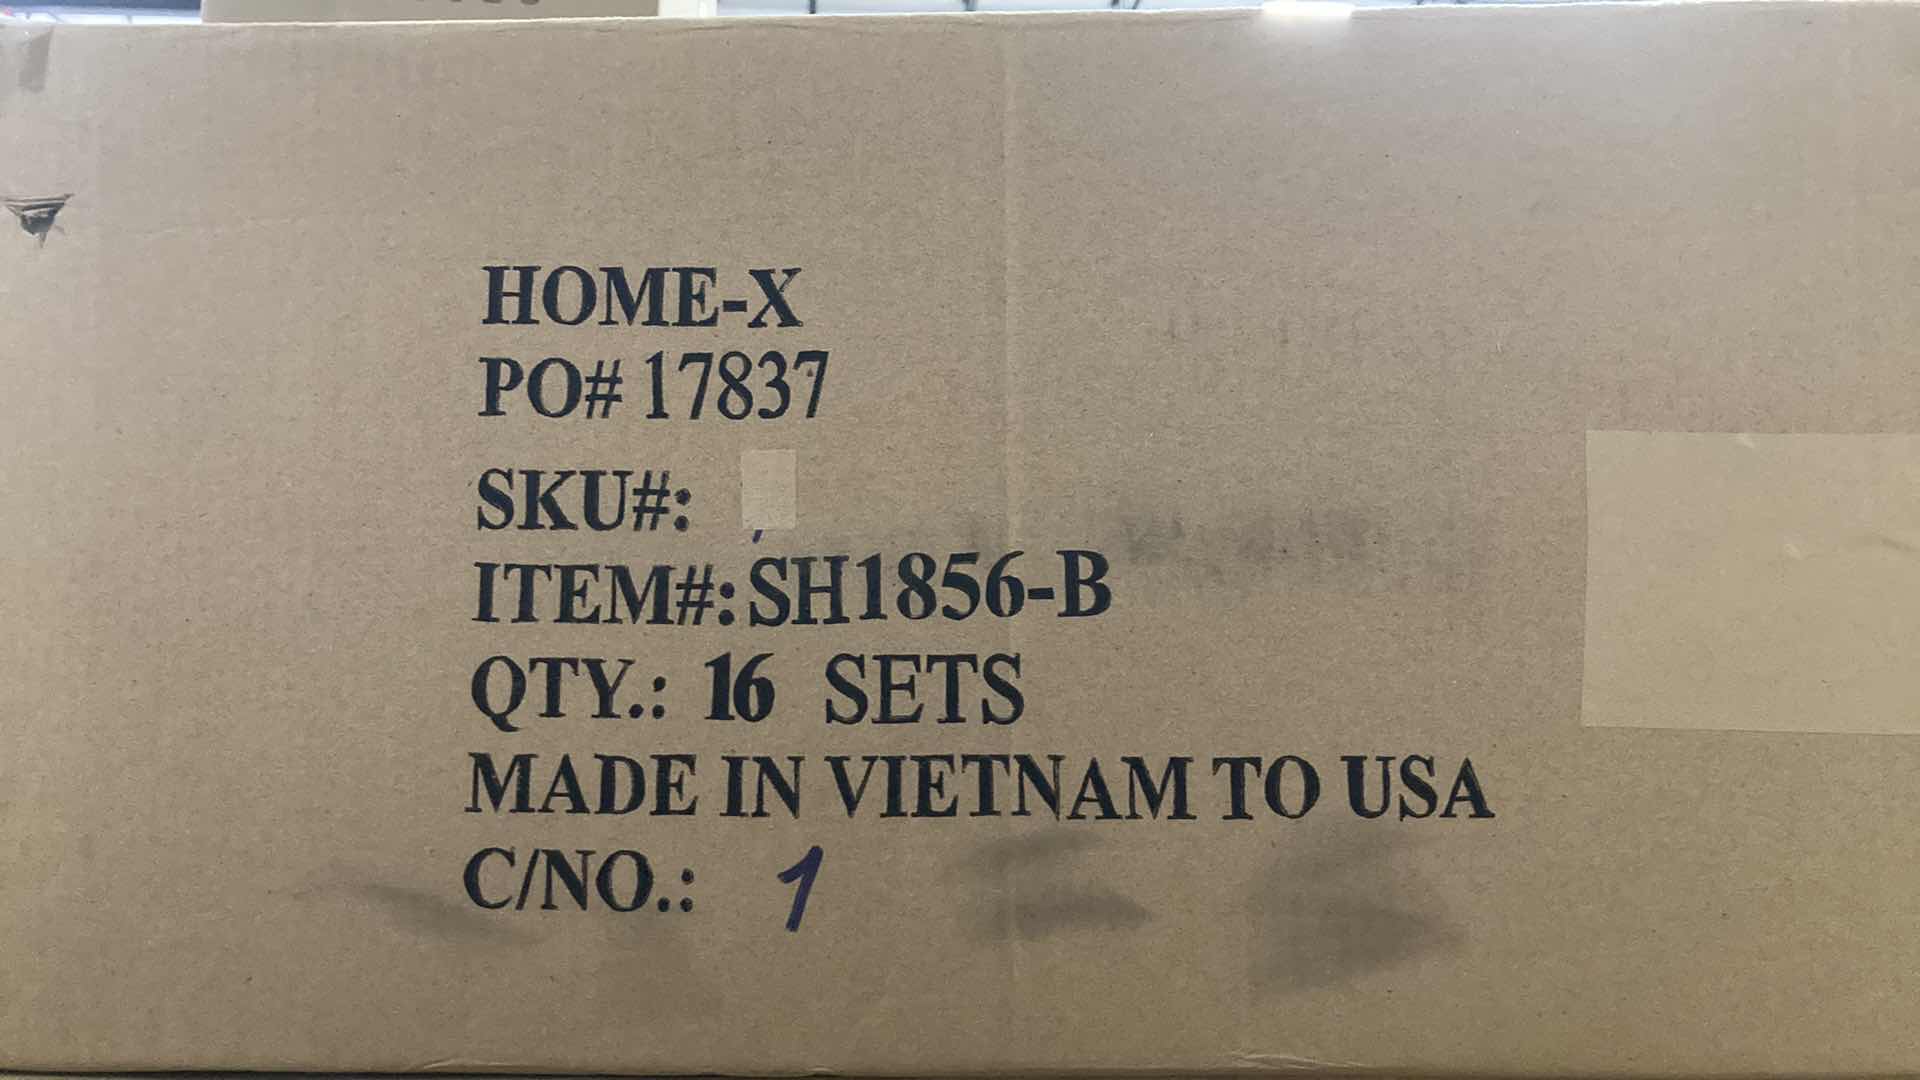 HOME-X
PO# 17837
SKU#:
ITEM#: SH1856-B
QTY.: 16 SETS
MADE IN VIETNAM TO USA
C/NO.: 1